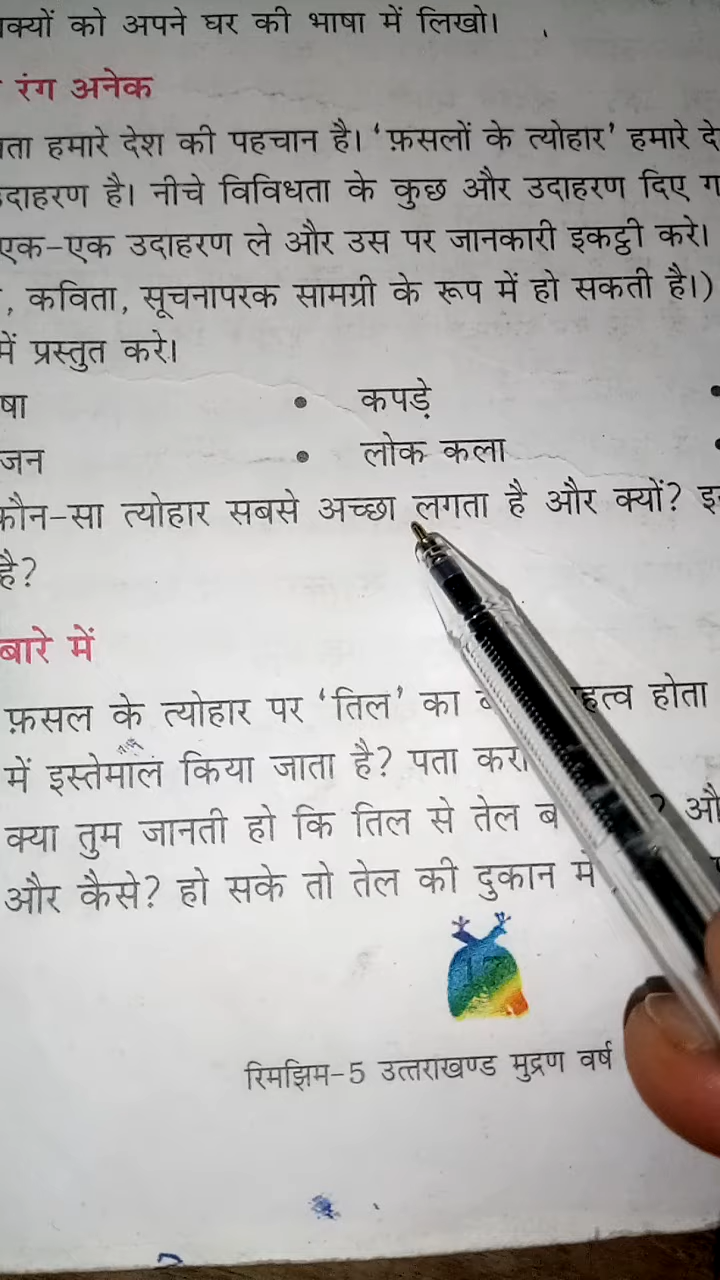 क्यों को अपने घर की भाषा में लिखो।
रंग अनेक
ता हमारे देश की पहचान है। ‘फ़सलों के त्योहार’ हमारे दे
दाहरण है। नीचे विविधता के कुछ और उदाहरण दिए ग
एक-एक उदाहरण ले और उस पर जानकारी इकट्ठी करे।
, कविता, सूचनापरक सामग्री के रूप में हो सकती है।)
में प्रस्तुत करे।
षा • कपड़े •
जन • लोक कला •
कौन-सा त्योहार सबसे अच्छा लगता है और क्यों? इ
है?
बारे में
फ़सल के त्योहार पर ‘तिल’ का हत्व होता
में इस्तेमाल किया जाता है? पता करो
क्या तुम जानती हो कि तिल से तेल ब ? औ
और कैसे? हो सके तो तेल की दुकान में
रिमझिम-5 उत्तराखण्ड मुद्रण वर्ष